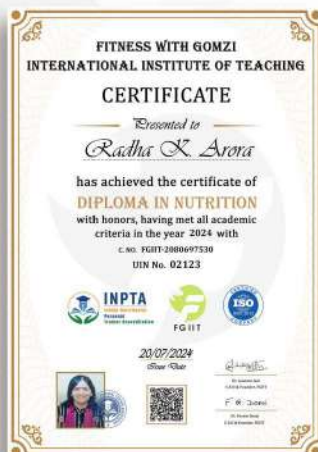 FITNESS WITH GOMZI
INTERNATIONAL INSTITUTE OF TEACHING
CERTIFICATE
Presented to
Radha K. Arora
has achieved the certificate of
DIPLOMA IN NUTRITION
with honors, having met all academic
criteria in the year 2024 with
C. NO. FGIIT-2080697530
UIN No. 02123
INPTA
FGIIT
ISO
20/07/2024
Issue Date